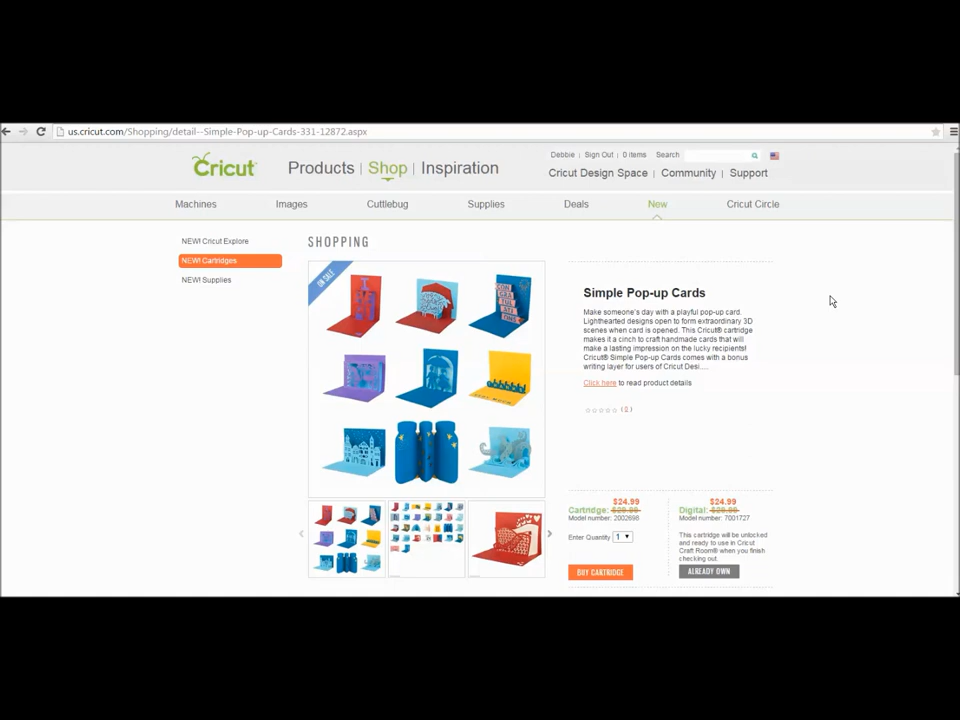 us.cricut.com/Shopping/detail--Simple-Pop-up-Cards-331-12872.aspx
Cricut
Products | Shop | Inspiration
Debbie | Sign Out | 0 items Search
Cricut Design Space | Community | Support
Machines Images Cuttlebug Supplies Deals New Cricut Circle
NEW! Cricut Explore
NEW! Cartridges
NEW! Supplies
SHOPPING
ON SALE
CON
GRA
TUL
ATI
ONS
Simple Pop-up Cards
Make someone's day with a playful pop-up card.
Lighthearted designs open to form extraordinary 3D
scenes when card is opened. This Cricut® cartridge
makes it a cinch to craft handmade cards that will
make a lasting impression on the lucky recipients!
Cricut® Simple Pop-up Cards comes with a bonus
writing layer for users of Cricut Desi....
Click here to read product details
(0)
$24.99
Cartridge:
Model number: 2002698
Enter Quantity 1
BUY CARTRIDGE
$24.99
Digital:
Model number: 7001727
This cartridge will be unlocked
and ready to use in Cricut
Craft Room® when you finish
checking out.
ALREADY OWN